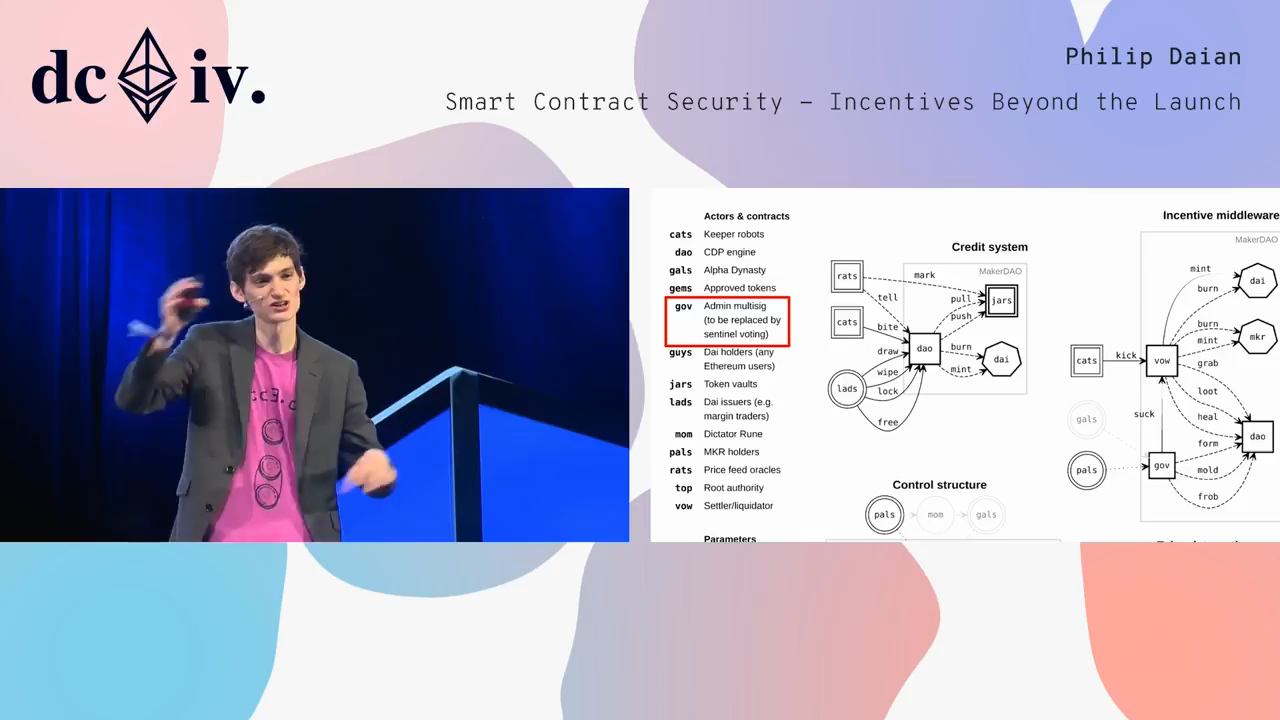 dc iv.
Philip Daian
Smart Contract Security – Incentives Beyond the Launch
Actors & contracts
cats Keeper robots
dao CDP engine
gals Alpha Dynasty
gems Approved tokens
gov Admin multisig
(to be replaced by
sentinel voting)
guys Dai holders (any
Ethereum users)
jars Token vaults
lads Dai issuers (e.g.
margin traders)
mom Dictator Rune
pals MKR holders
rats Price feed oracles
top Root authority
vow Settler/liquidator
Parameters
Credit system
MakerDAO
rats
mark
tell
pull
push
jars
cats
bite
dao
burn
mint
dai
draw
wipe
lock
lads
free
Control structure
pals
mom
gals
Incentive middleware
MakerDAO
mint
burn
dai
burn
mint
mkr
cats
kick
vow
grab
loot
suck
heal
gals
form
dao
pals
gov
mold
frob